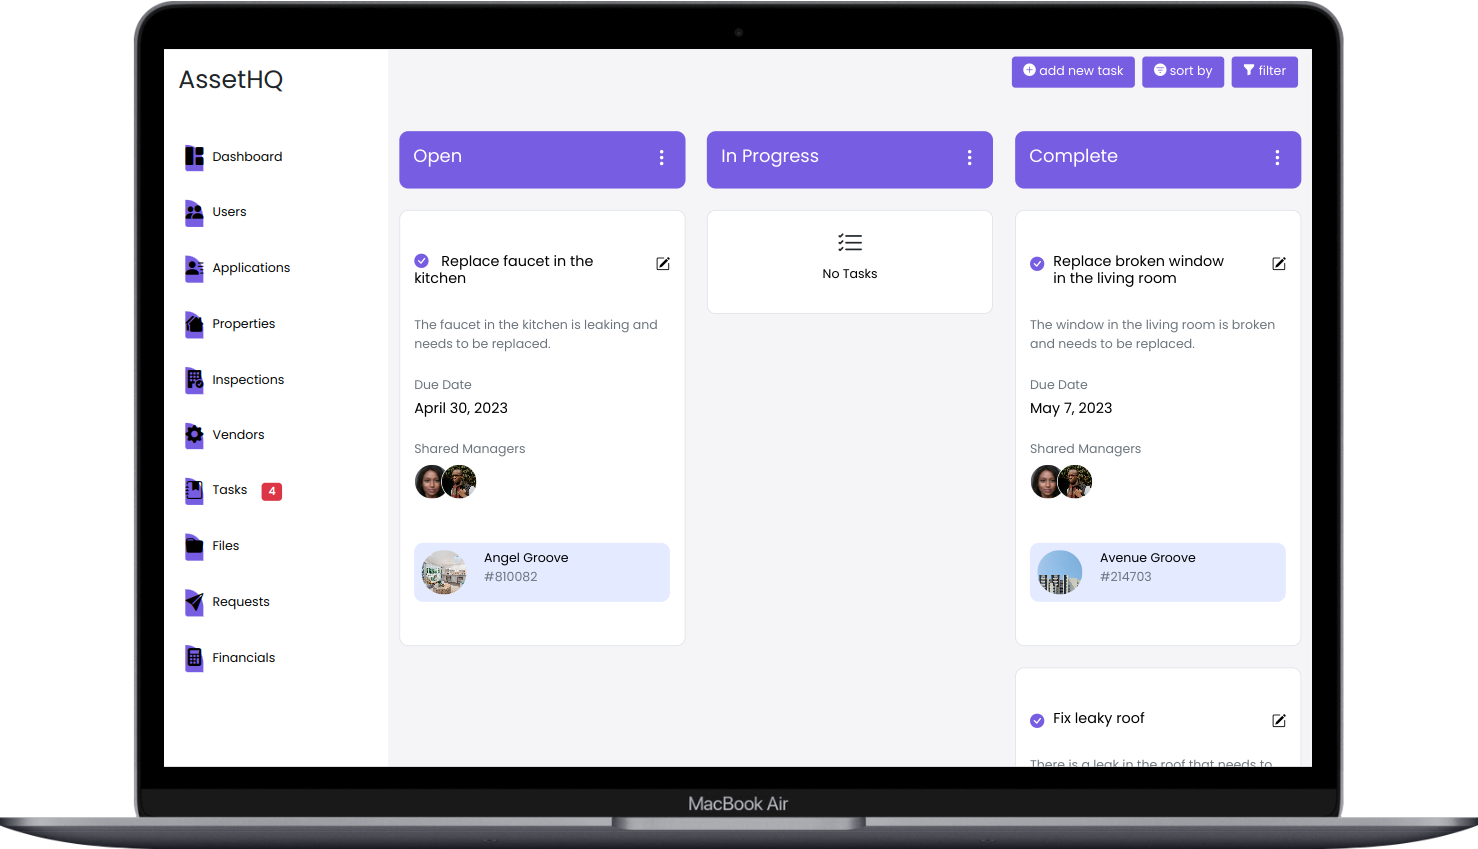 AssetHQ
Dashboard
Users
Applications
Properties
Inspections
Vendors
Tasks 4
Files
Requests
Financials
add new task
sort by
filter
Open
Replace faucet in the
kitchen
The faucet in the kitchen is leaking and
needs to be replaced.
Due Date
April 30, 2023
Shared Managers
Angel Groove
#810082
In Progress
No Tasks
Complete
Replace broken window
in the living room
The window in the living room is broken
and needs to be replaced.
Due Date
May 7, 2023
Shared Managers
Avenue Groove
#214703
Fix leaky roof
There is a leak in the roof that needs to
MacBook Air